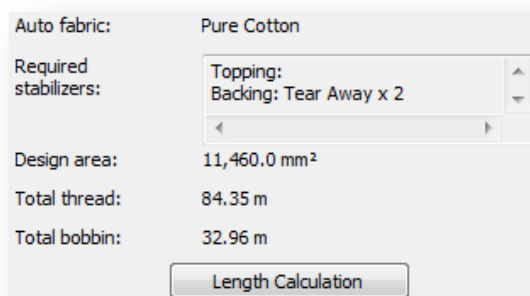 Auto fabric: Pure Cotton
Required stabilizers: Topping:
Backing: Tear Away x 2
Design area: 11,460.0 mm²
Total thread: 84.35 m
Total bobbin: 32.96 m
Length Calculation